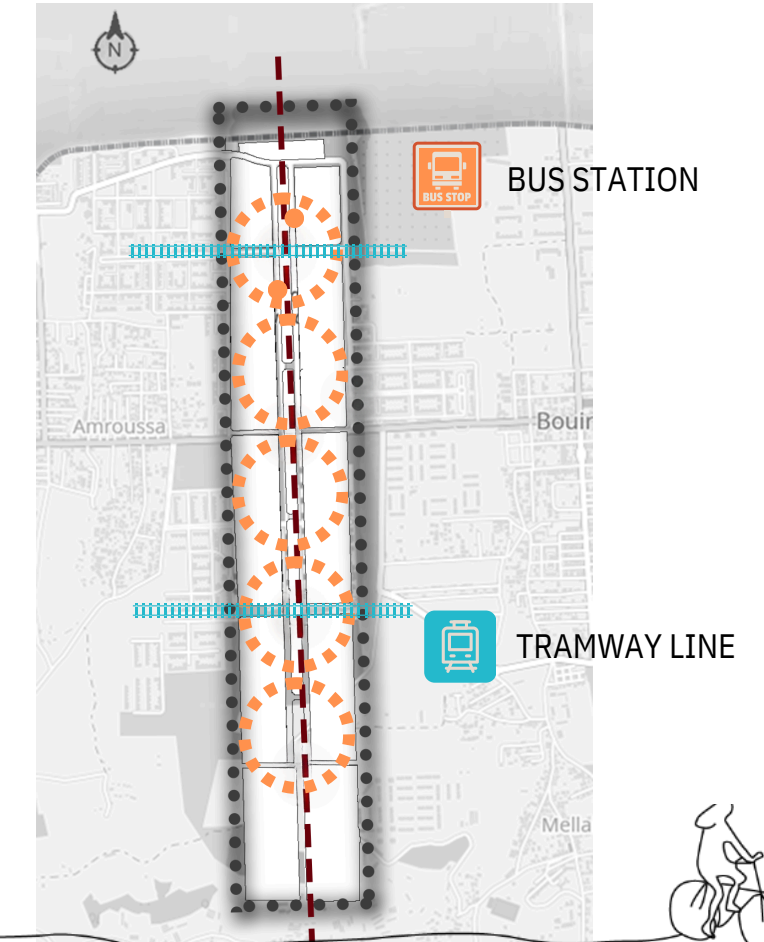 N
BUS STOP
BUS STATION
Amroussa
Bouir
TRAMWAY LINE
Mella